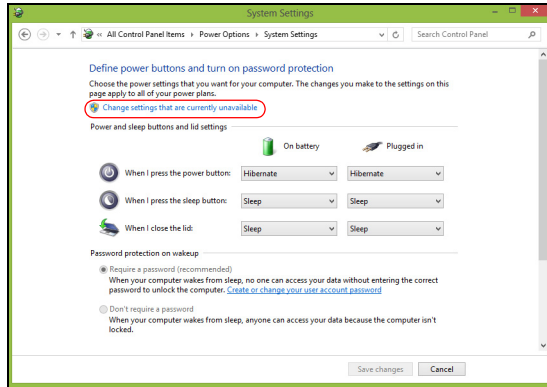 System Settings
« All Control Panel Items › Power Options › System Settings
Search Control Panel
Define power buttons and turn on password protection
Choose the power settings that you want for your computer. The changes you make to the settings on this
page apply to all of your power plans.
Change settings that are currently unavailable
Power and sleep buttons and lid settings
On battery Plugged in
When I press the power button: Hibernate Hibernate
When I press the sleep button: Sleep Sleep
When I close the lid: Sleep Sleep
Password protection on wakeup
Require a password (recommended)
When your computer wakes from sleep, no one can access your data without entering the correct
password to unlock the computer. Create or change your user account password
Don't require a password
When your computer wakes from sleep, anyone can access your data because the computer isn't
locked.
Save changes Cancel